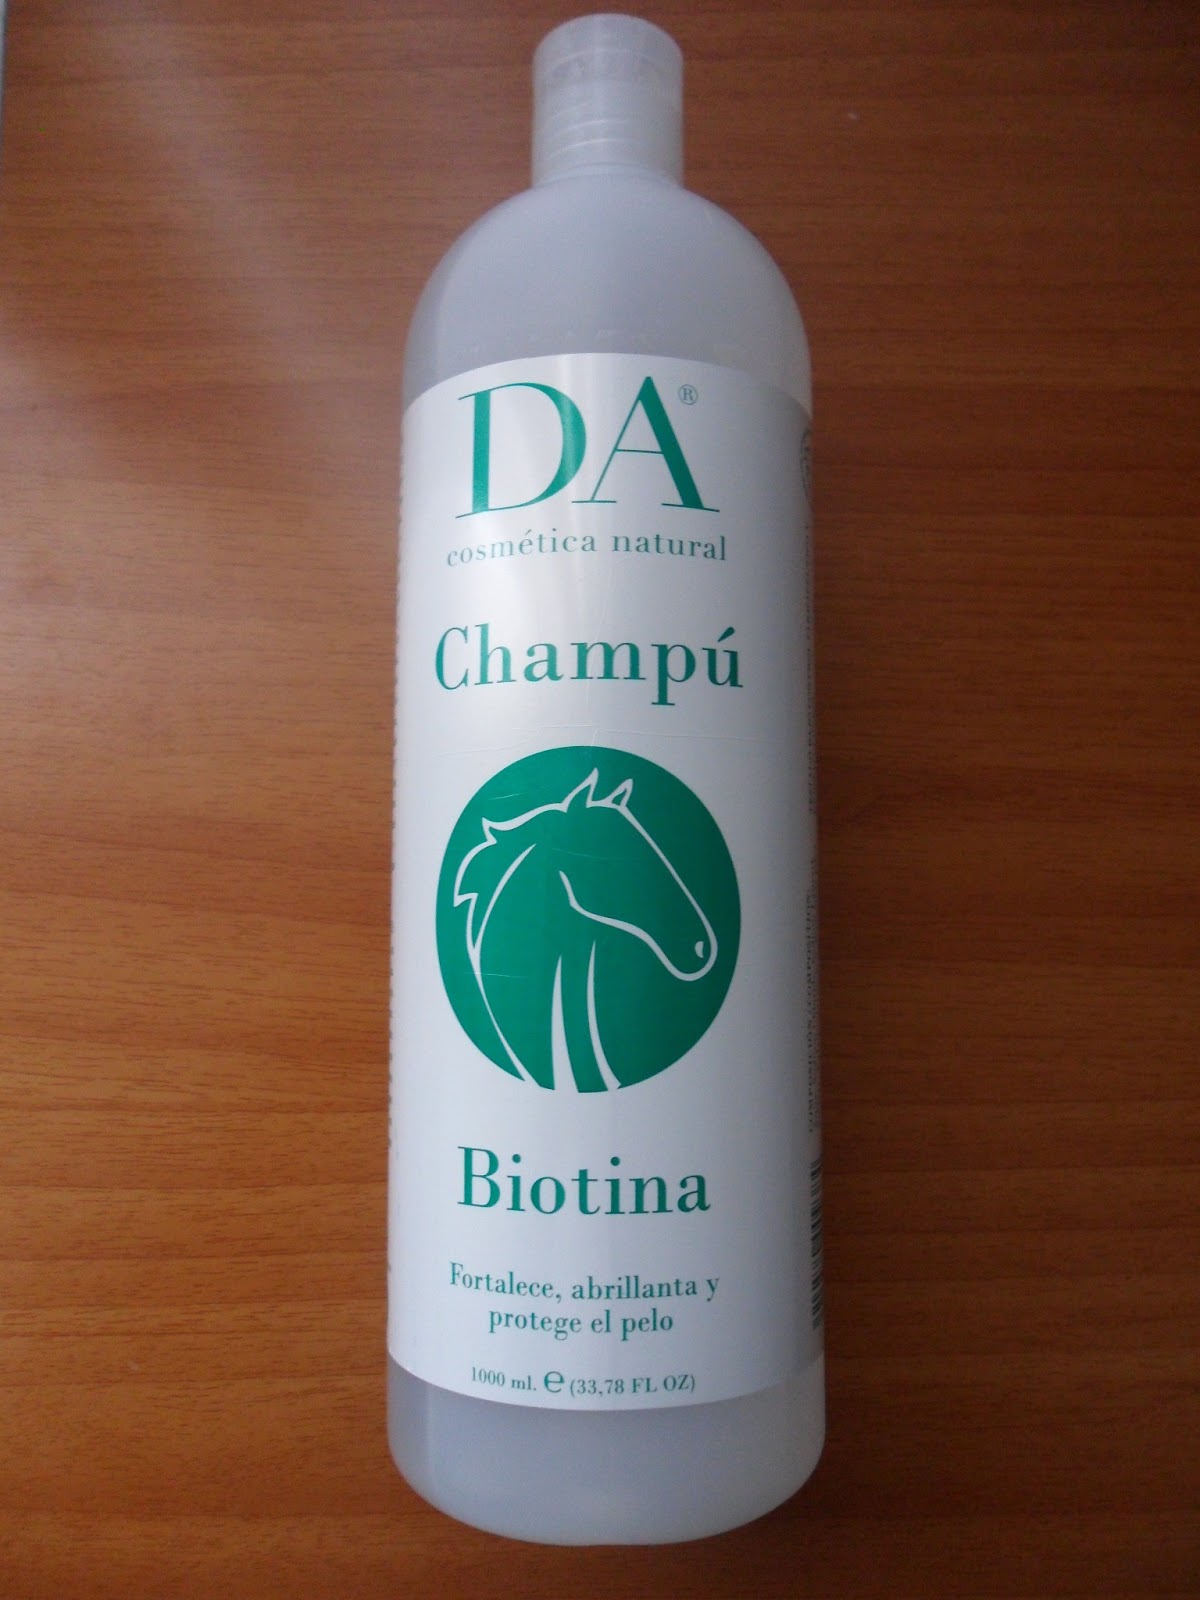 DA®
cosmética natural
Champú
Biotina
Fortalece, abrillanta y
protege el pelo
1000 ml. ℮ (33,78 FL OZ)